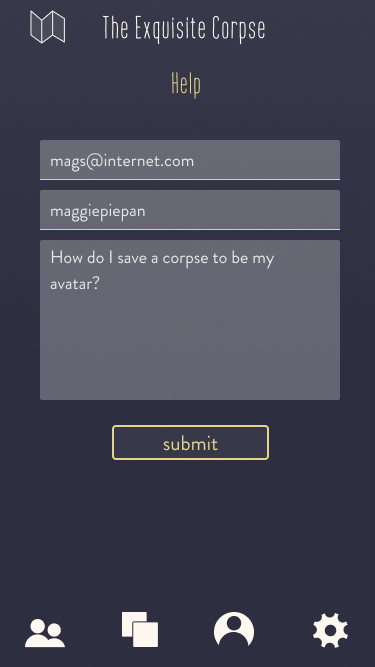 The Exquisite Corpse
Help
mags@internet.com
maggiepiepan
How do I save a corpse to be my
avatar?
submit